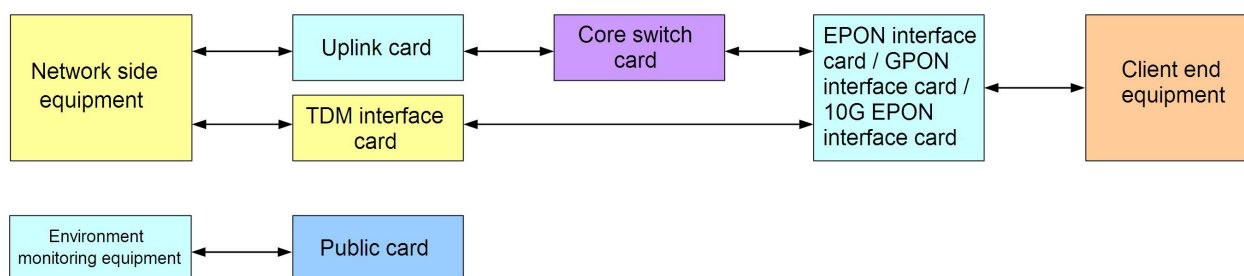 Network side
equipment
Uplink card
TDM interface
card
Core switch
card
EPON interface
card / GPON
interface card /
10G EPON
interface card
Client end
equipment
Environment
monitoring equipment
Public card